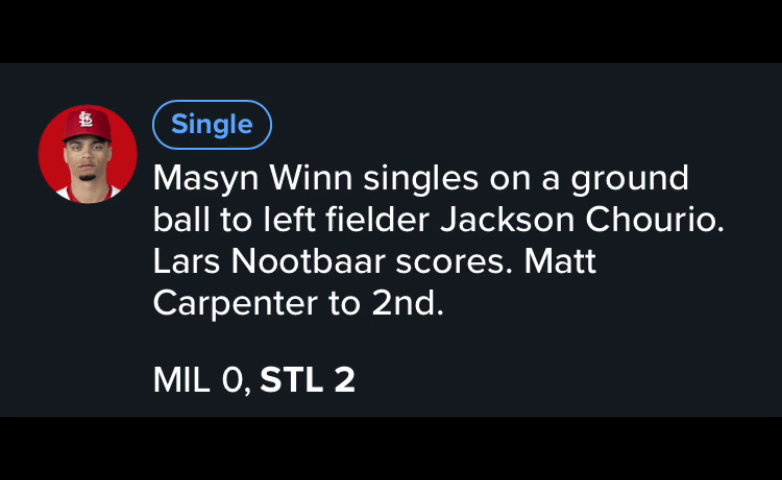 Single
Masyn Winn singles on a ground
ball to left fielder Jackson Chourio.
Lars Nootbaar scores. Matt
Carpenter to 2nd.
MIL 0, STL 2